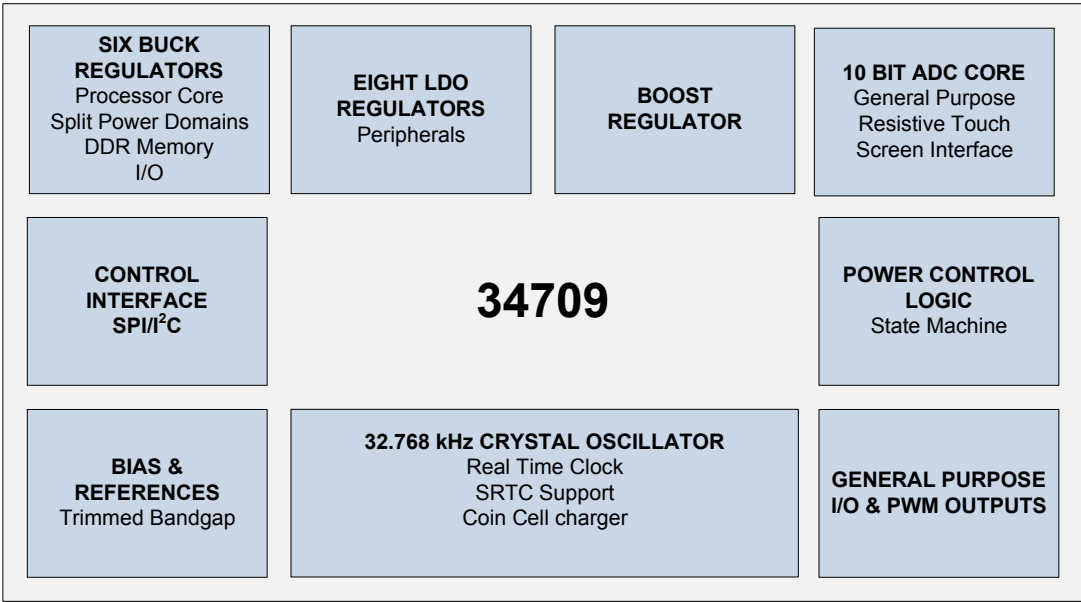 SIX BUCK
REGULATORS
Processor Core
Split Power Domains
DDR Memory
I/O
EIGHT LDO
REGULATORS
Peripherals
BOOST
REGULATOR
10 BIT ADC CORE
General Purpose
Resistive Touch
Screen Interface
CONTROL
INTERFACE
SPI/I²C
34709
POWER CONTROL
LOGIC
State Machine
BIAS &
REFERENCES
Trimmed Bandgap
32.768 kHz CRYSTAL OSCILLATOR
Real Time Clock
SRTC Support
Coin Cell charger
GENERAL PURPOSE
I/O & PWM OUTPUTS